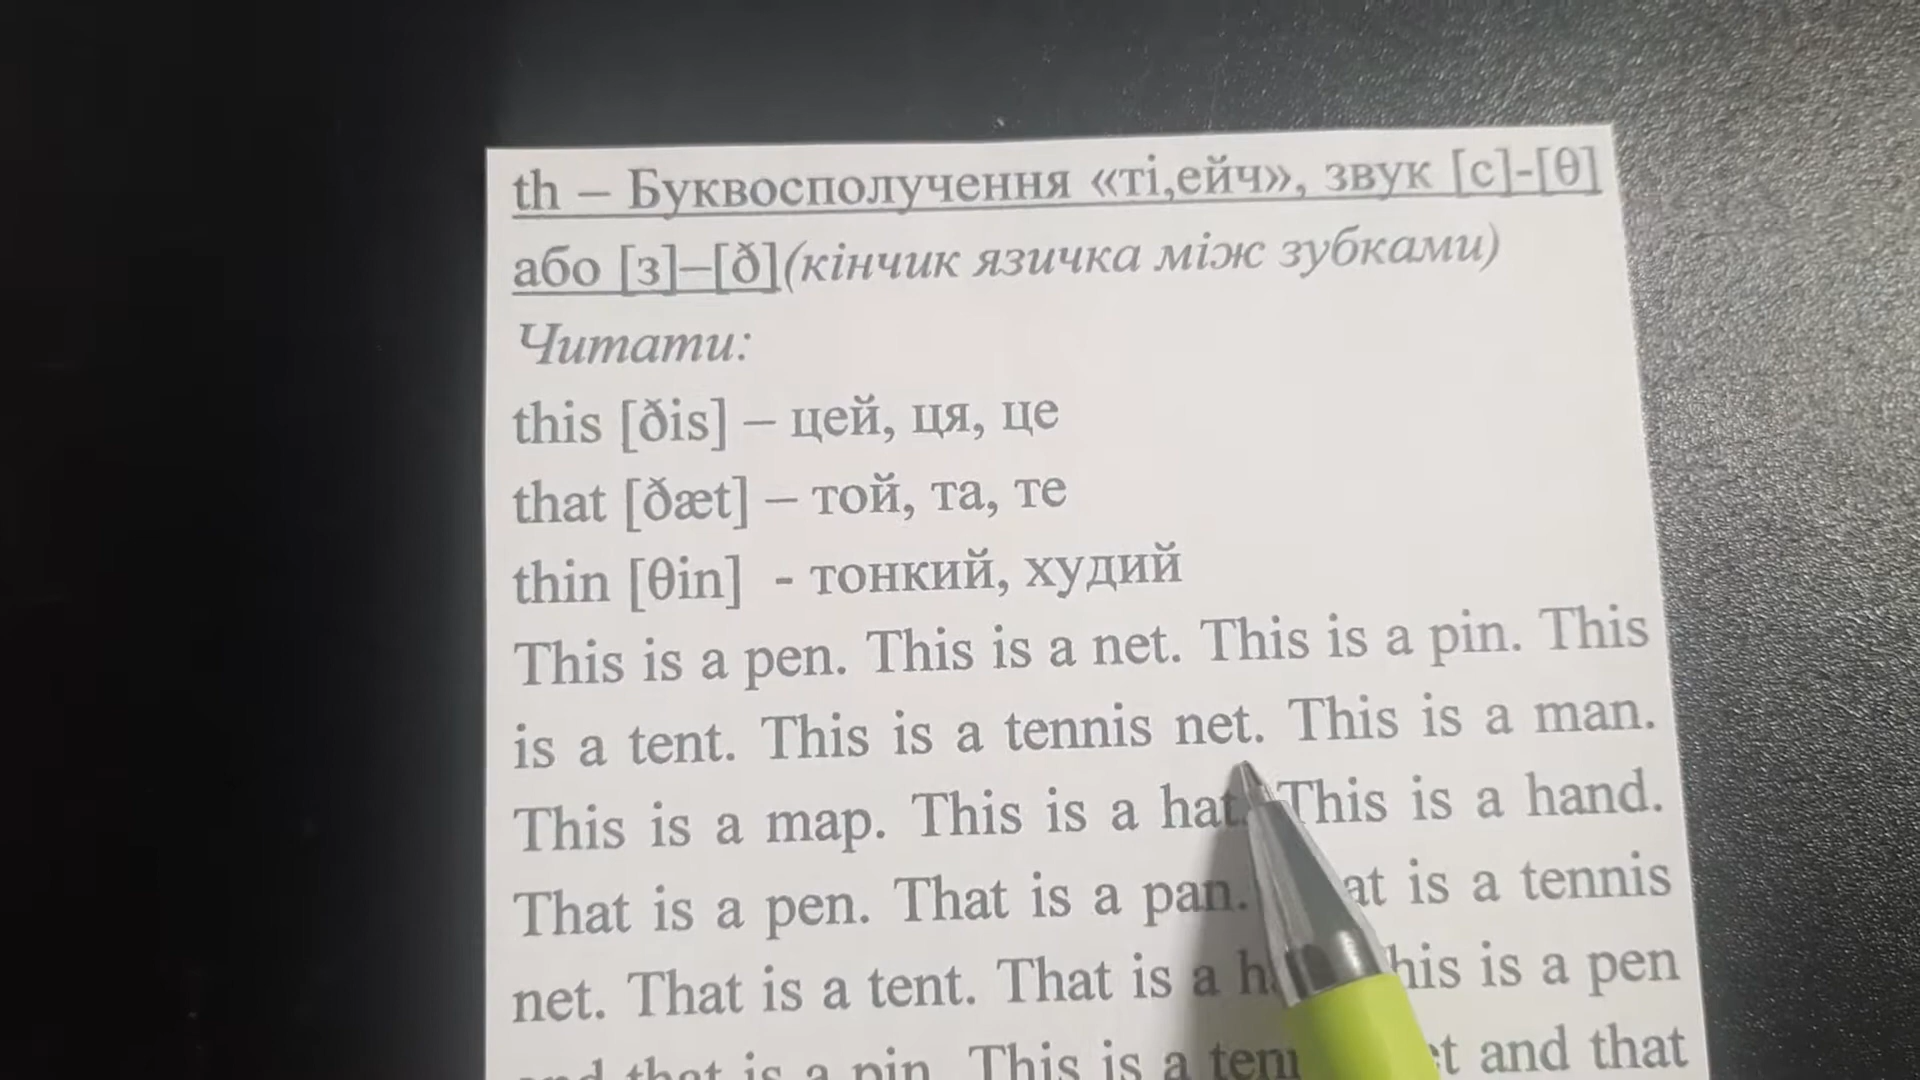 th – Буквосполучення «ті,ейч», звук [с]-[θ]
або [з]–[ð](кінчик язичка між зубками)
Читати:
this [ðis] – цей, ця, це
that [ðæt] – той, та, те
thin [θin] - тонкий, худий
This is a pen. This is a net. This is a pin. This
is a tent. This is a tennis net. This is a man.
This is a map. This is a hat. This is a hand.
That is a pen. That is a pan. is a tennis
net. That is a tent. That is a is a pen
and that is a pin. This is a and that